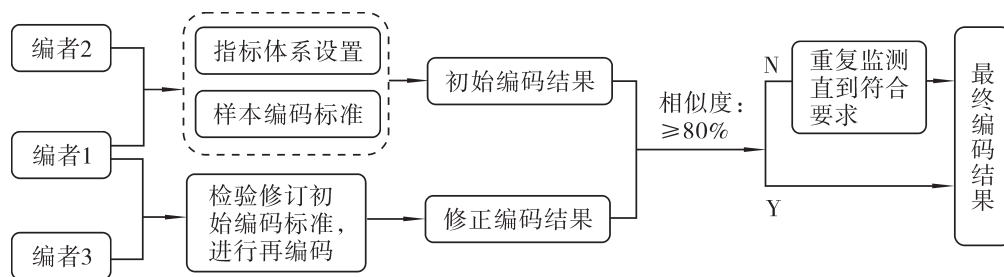 编者2
编者1
编者3
指标体系设置
样本编码标准
检验修订初
始编码标准，
进行再编码
初始编码结果
修正编码结果
相似度：
≥80%
N
Y
重复监测
直到符合
要求
最终编码结果